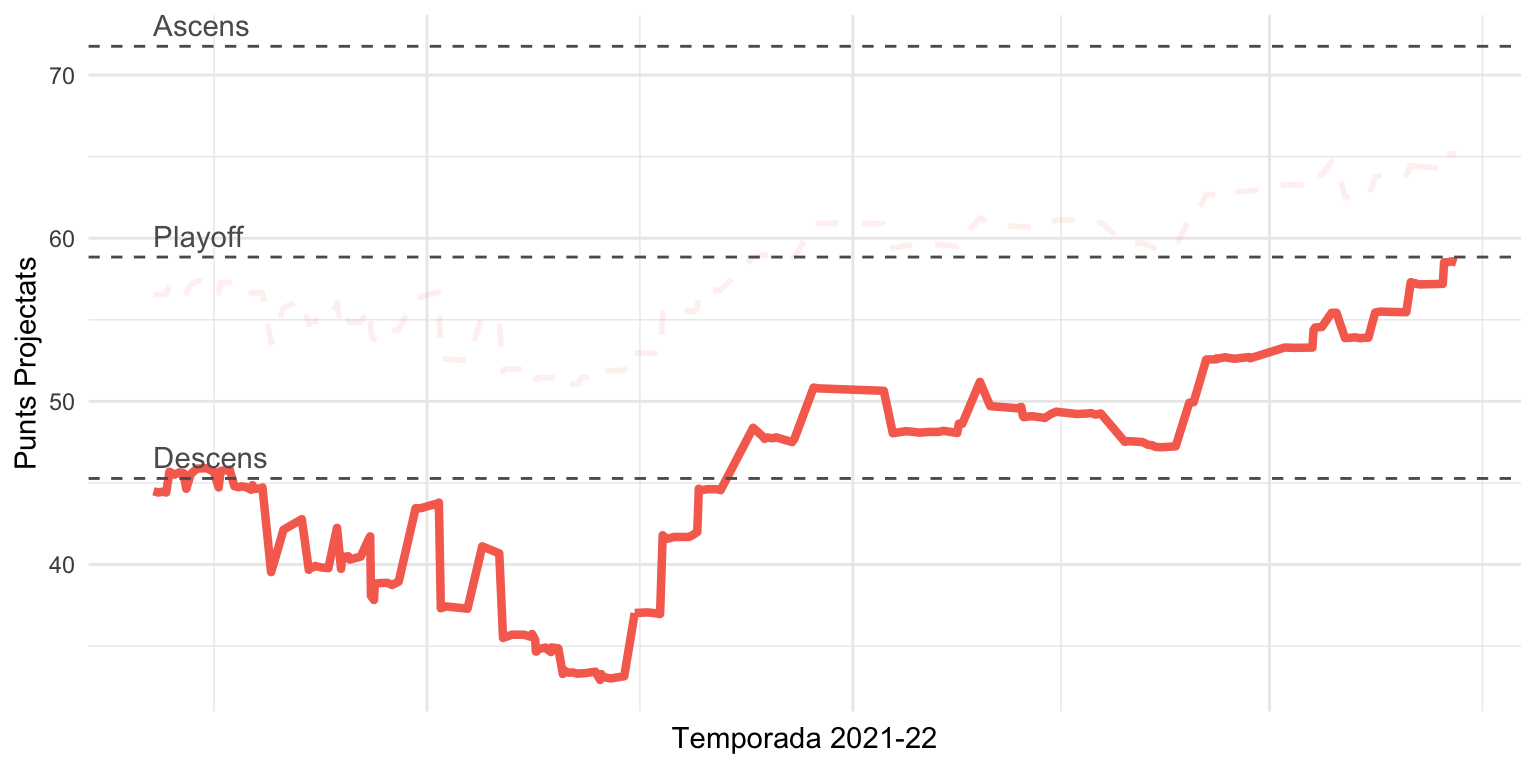 Ascens
70
Playoff
60
50
Descens
40
Punts Projectats
Temporada 2021-22